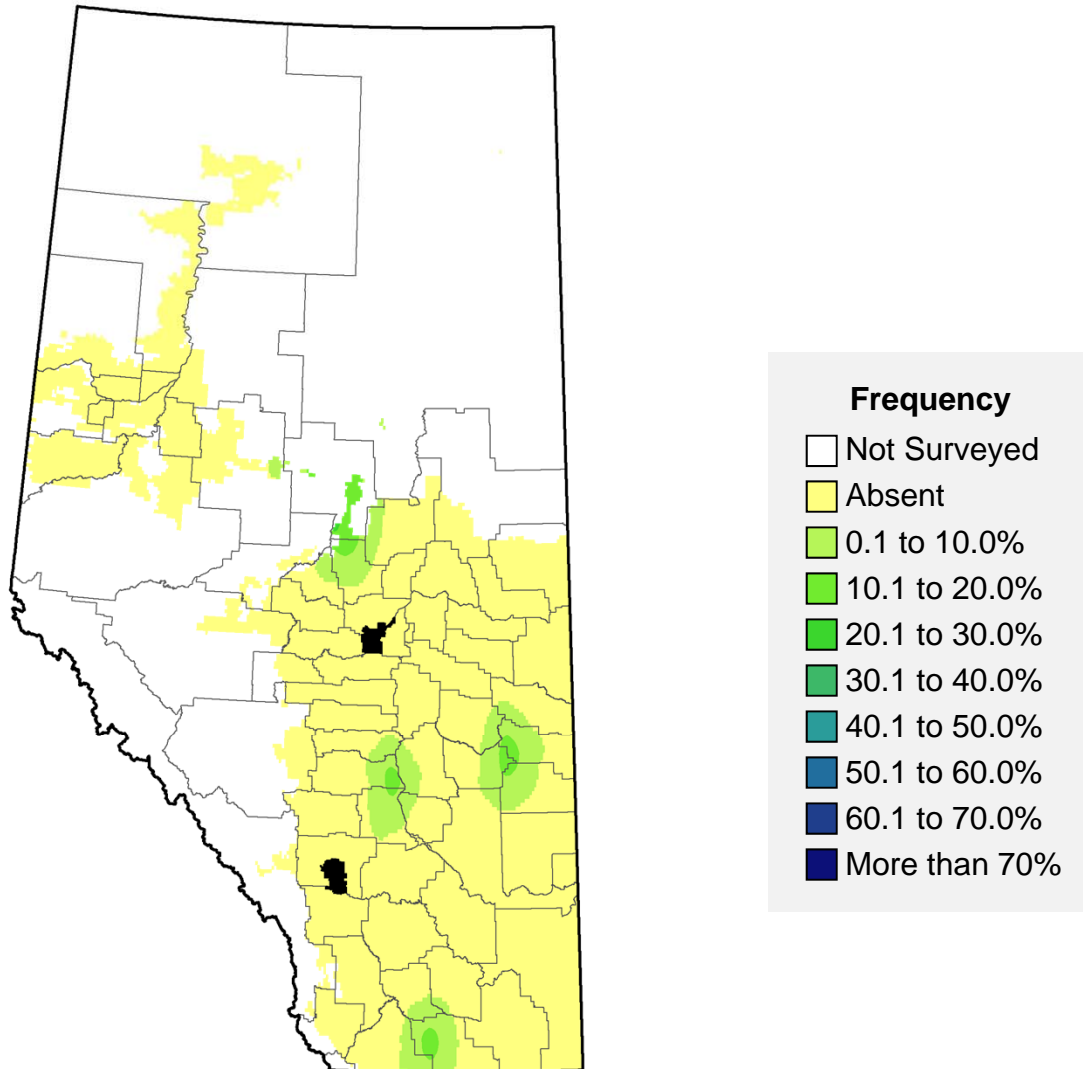 Frequency
Not Surveyed
Absent
0.1 to 10.0%
10.1 to 20.0%
20.1 to 30.0%
30.1 to 40.0%
40.1 to 50.0%
50.1 to 60.0%
60.1 to 70.0%
More than 70%